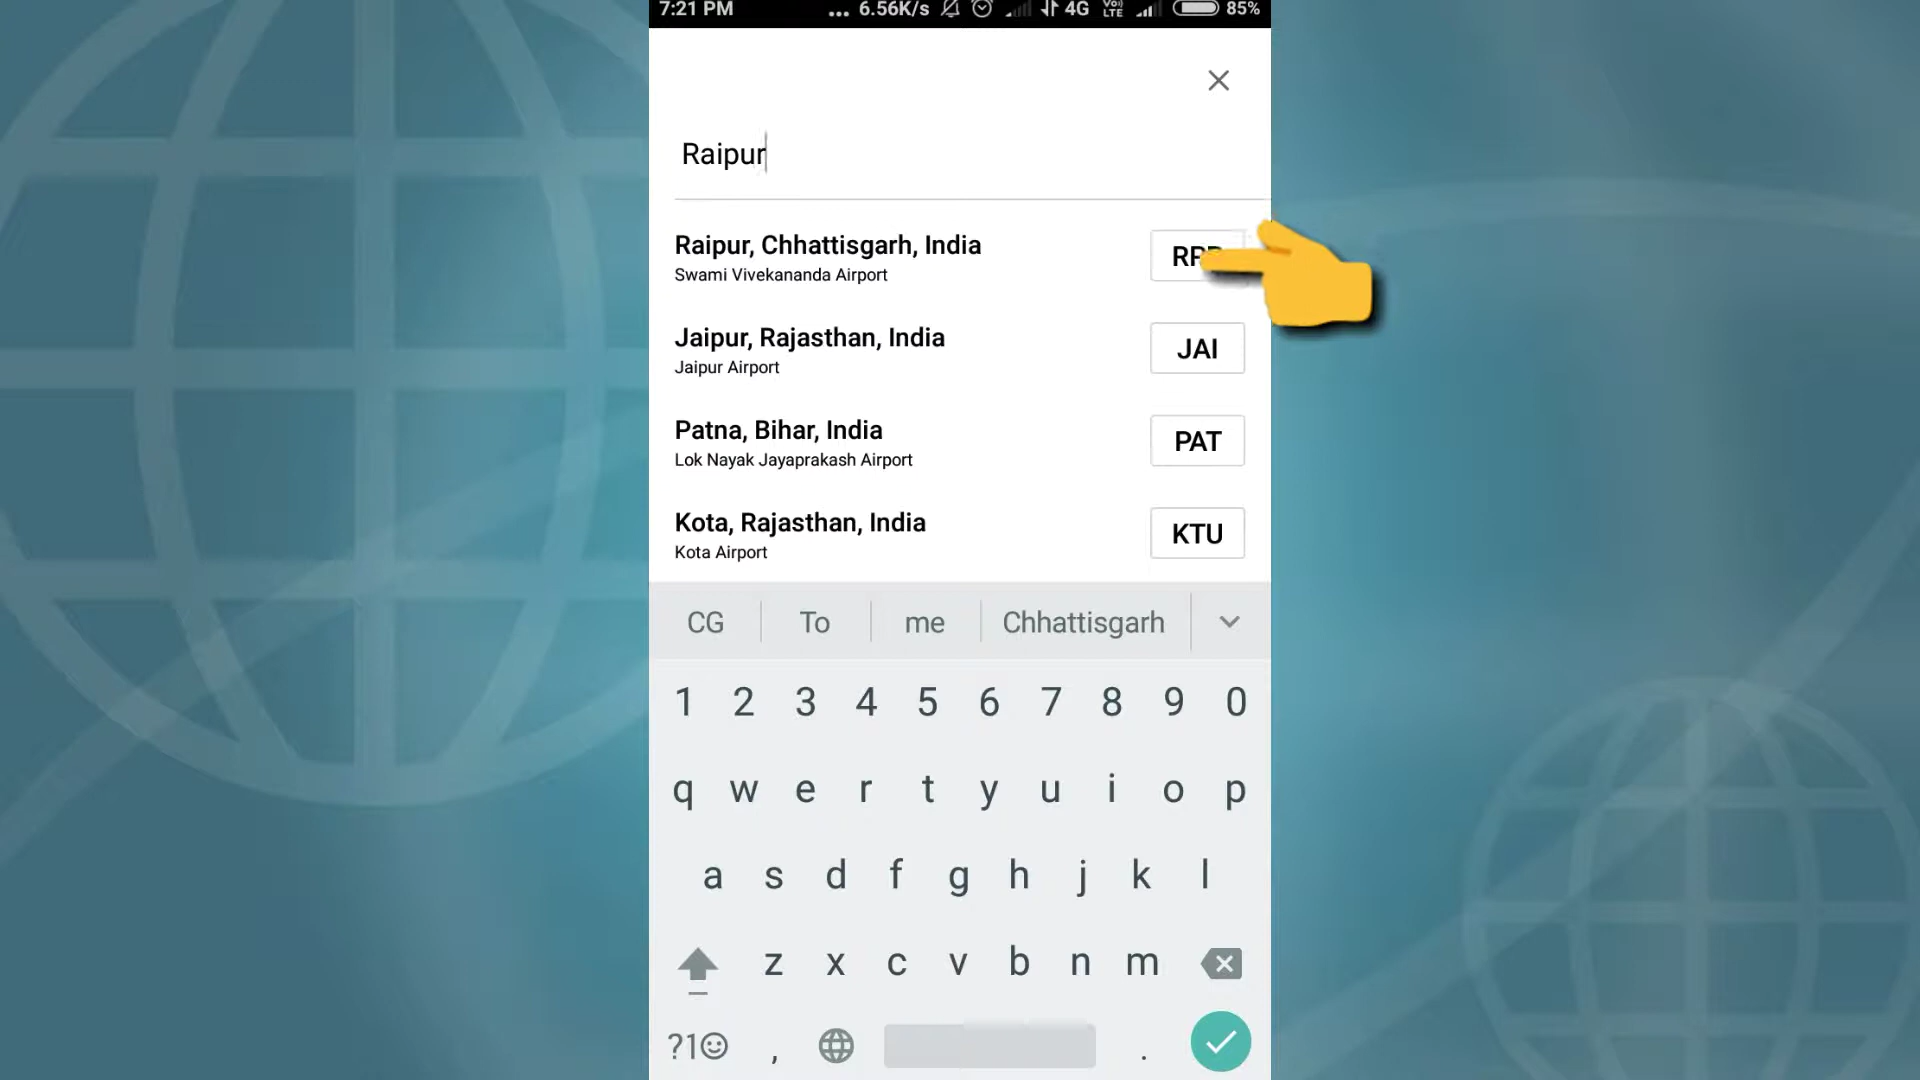 7:21 PM ... 6.56K/s 4G VoLTE 85%
Raipur
Raipur, Chhattisgarh, India
Swami Vivekananda Airport
Jaipur, Rajasthan, India
Jaipur Airport
JAI
Patna, Bihar, India
Lok Nayak Jayaprakash Airport
PAT
Kota, Rajasthan, India
Kota Airport
KTU
CG To me Chhattisgarh
1 2 3 4 5 6 7 8 9 0
q w e r t y u i o p
a s d f g h j k l
z x c v b n m
?1☺ , .